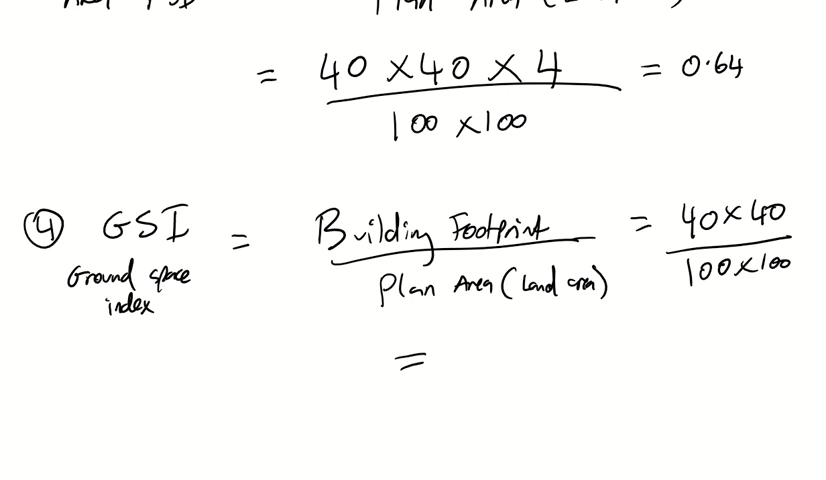 = 40 × 40 × 4 / 100 × 100 = 0.64
④ GSI = Building Footprint / Plan Area (Land area) = 40 × 40 / 100 × 100
Ground space
index
=